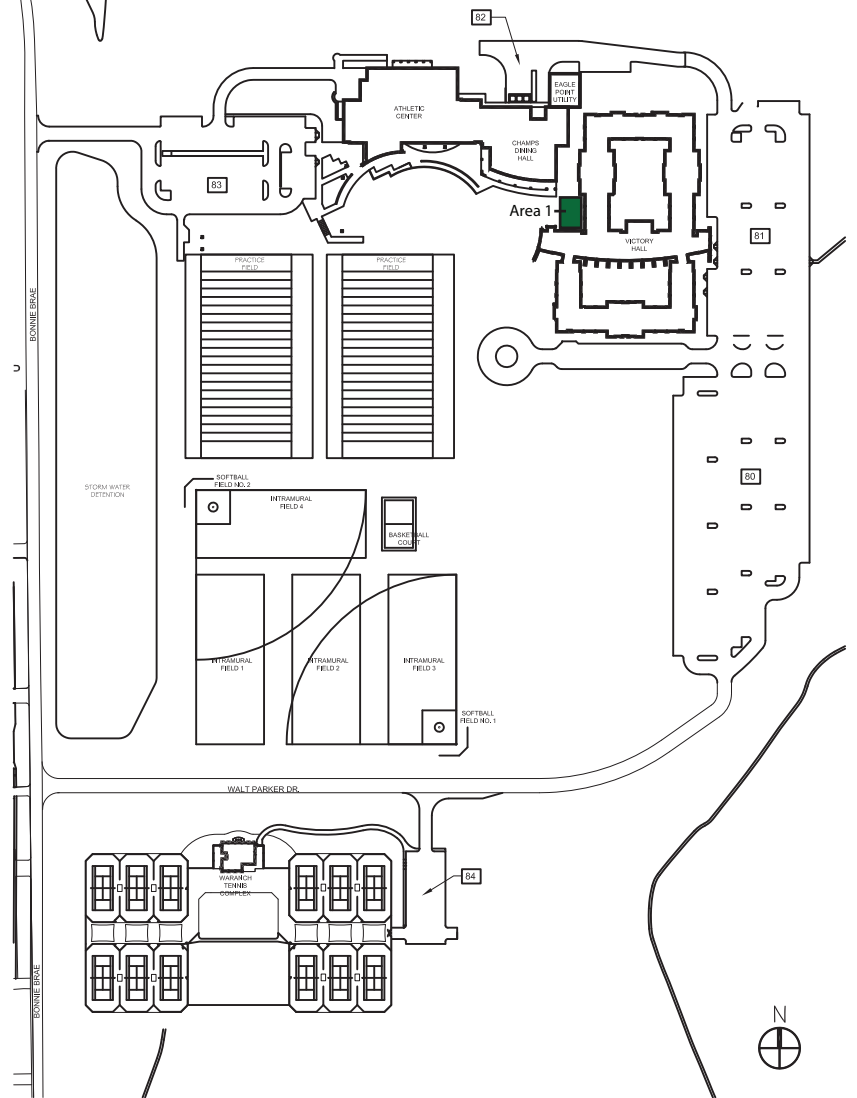 82
EAGLE
POINT
UTILITY
ATHLETIC
CENTER
CHAMPS
DINING
HALL
83
Area 1
81
VICTORY
HALL
PRACTICE
FIELD
PRACTICE
FIELD
BONNIE BRAE
80
SOFTBALL
FIELD NO. 2
STORM WATER
DETENTION
INTRAMURAL
FIELD 4
BASKETBALL
COURT
INTRAMURAL
FIELD 1
INTRAMURAL
FIELD 2
INTRAMURAL
FIELD 3
SOFTBALL
FIELD NO. 1
WALT PARKER DR.
WARANCH
TENNIS
COMPLEX
84
BONNIE BRAE
N